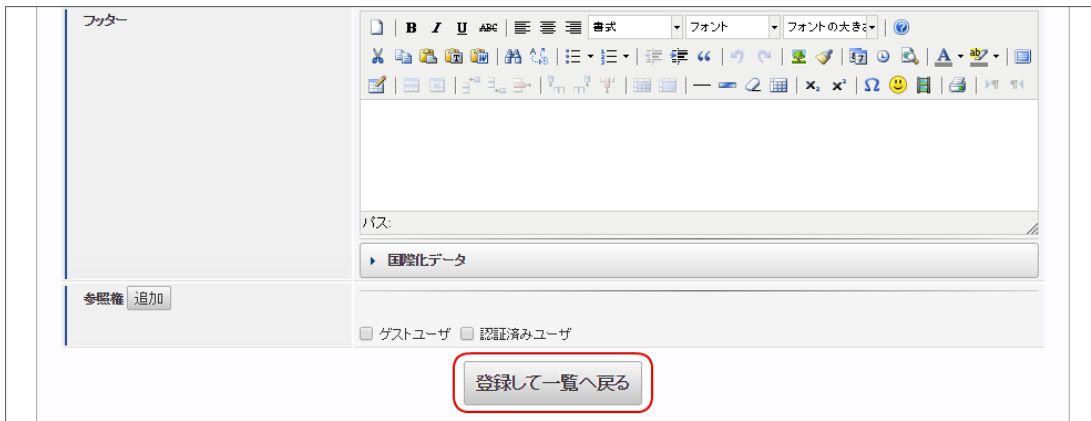 フッター
B I U ABC 書式 フォント フォントの大きさ
パス:
国際化データ
参照権 追加
ゲストユーザ 認証済みユーザ
登録して一覧へ戻る